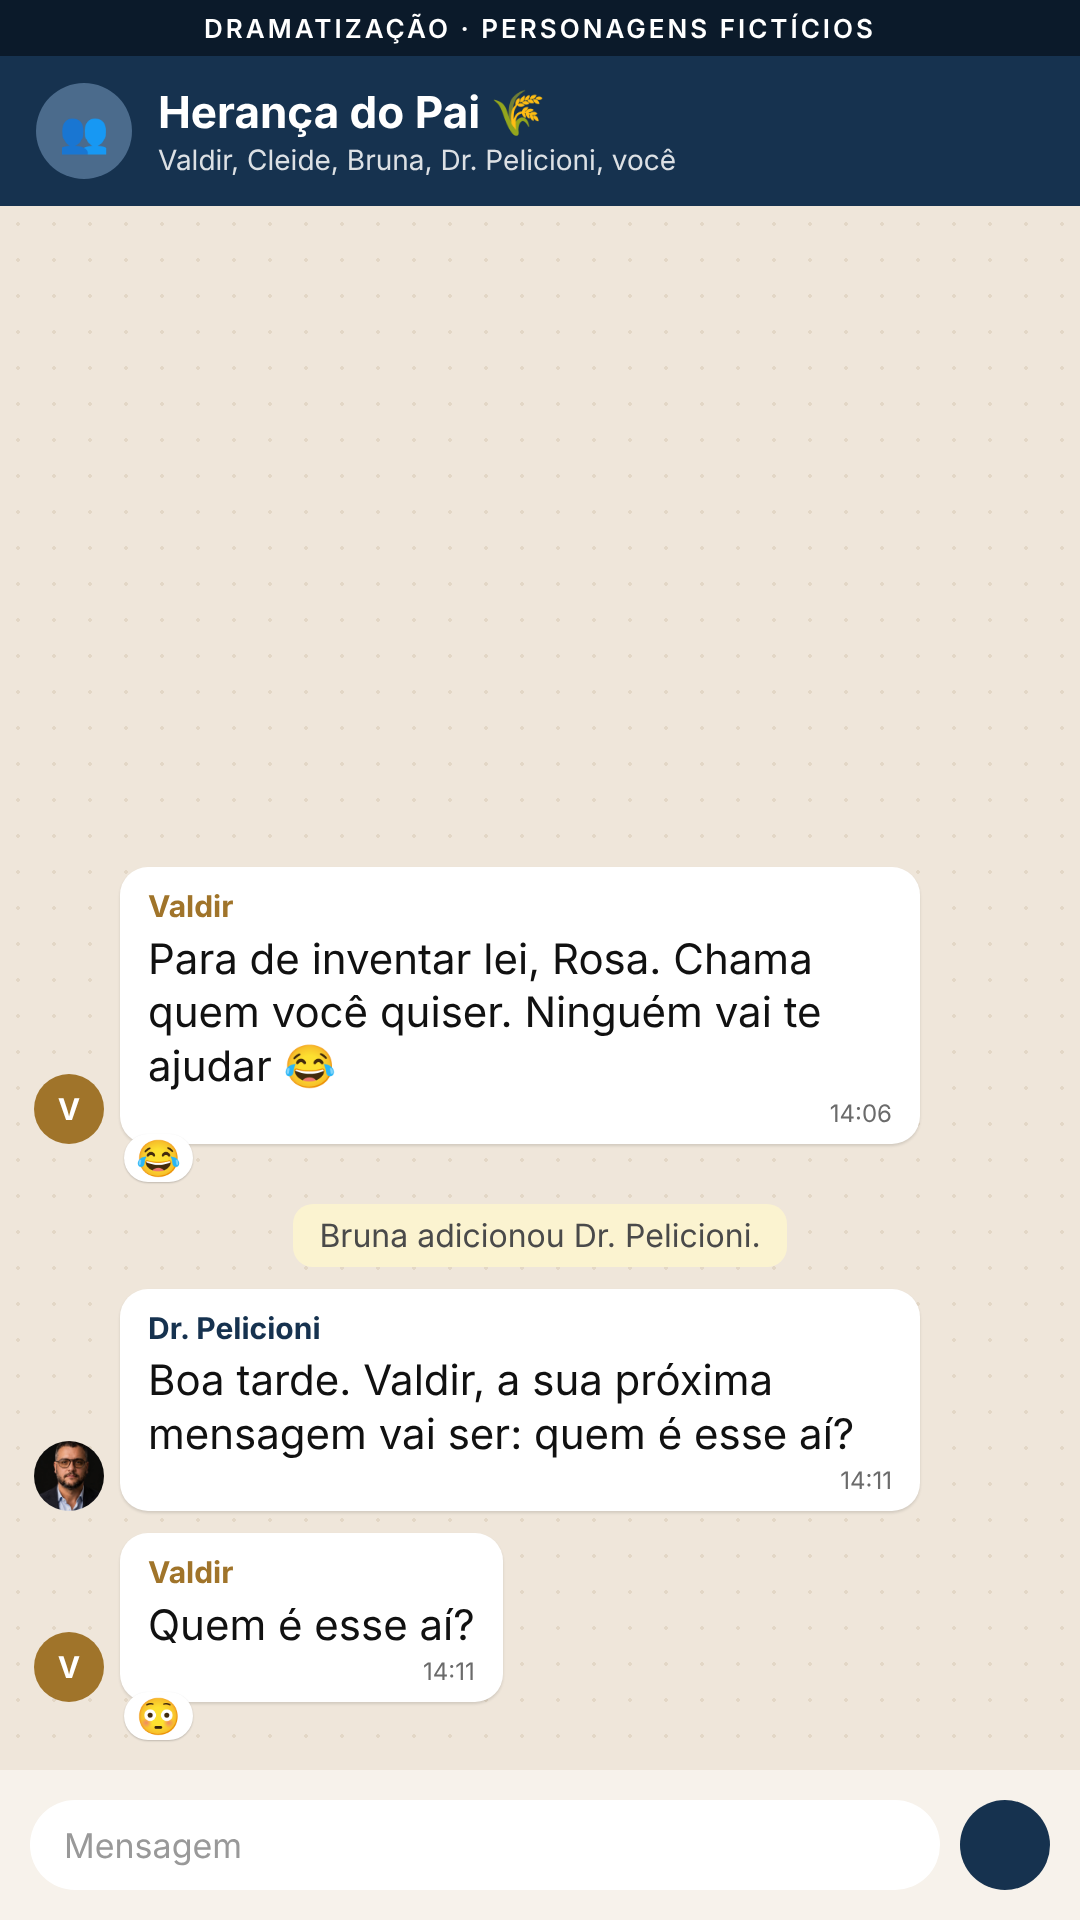 DRAMATIZAÇÃO · PERSONAGENS FICTÍCIOS
Herança do Pai 🌾
Valdir, Cleide, Bruna, Dr. Pelicioni, você
Valdir
Para de inventar lei, Rosa. Chama
quem você quiser. Ninguém vai te
ajudar 😂
14:06
V
😂
Bruna adicionou Dr. Pelicioni.
Dr. Pelicioni
Boa tarde. Valdir, a sua próxima
mensagem vai ser: quem é esse aí?
14:11
Valdir
Quem é esse aí?
14:11
V
😳
Mensagem